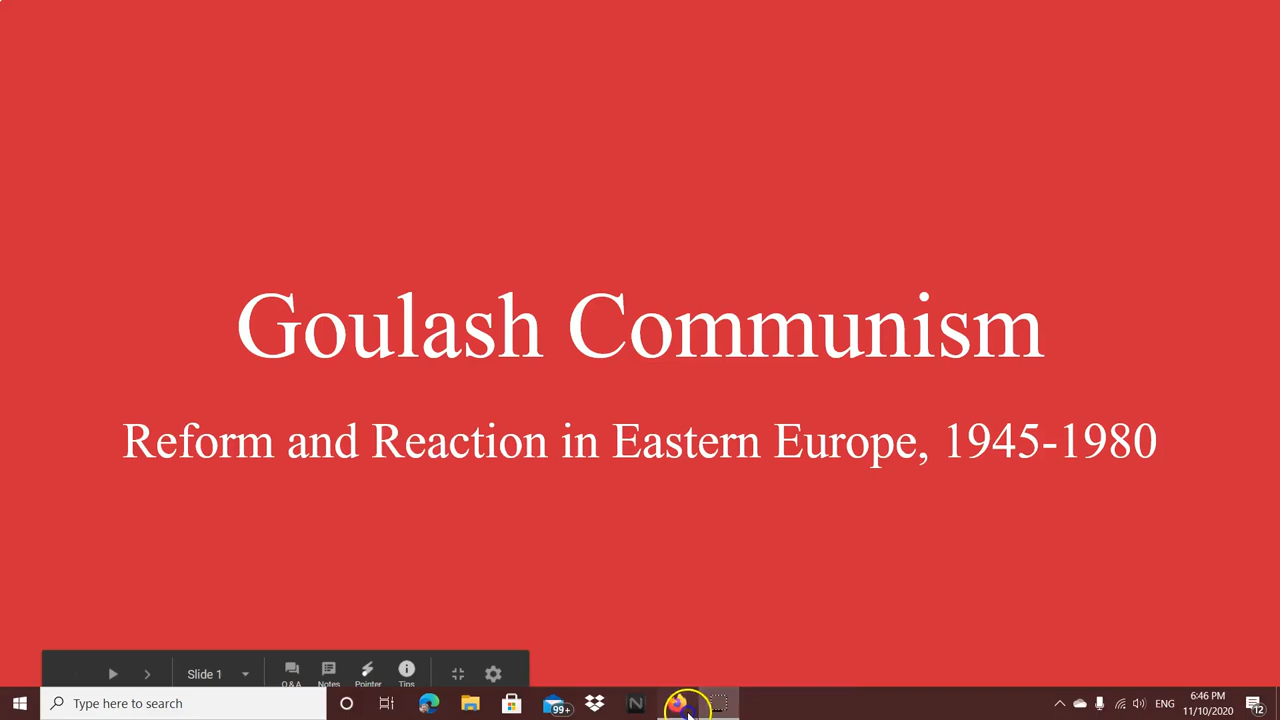 Goulash Communism
Reform and Reaction in Eastern Europe, 1945-1980
Slide 1
Q&A
Notes
Pointer
Tips
Type here to search
99+
N
ENG
6:46 PM
11/10/2020
12